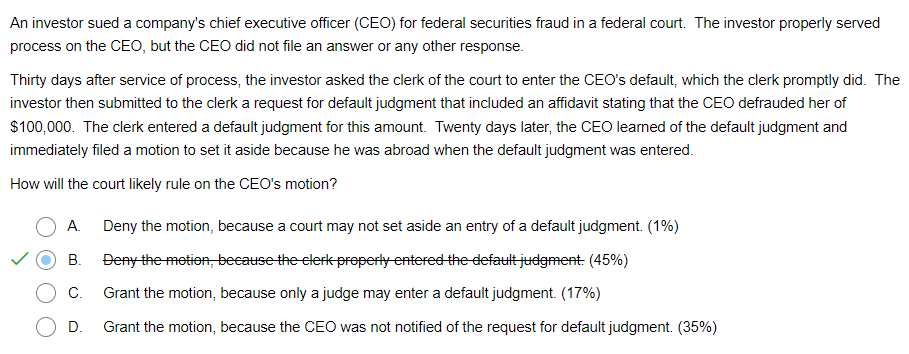 An investor sued a company's chief executive officer (CEO) for federal securities fraud in a federal court.  The investor properly served
process on the CEO, but the CEO did not file an answer or any other response.
Thirty days after service of process, the investor asked the clerk of the court to enter the CEO's default, which the clerk promptly did.  The
investor then submitted to the clerk a request for default judgment that included an affidavit stating that the CEO defrauded her of
$100,000.  The clerk entered a default judgment for this amount.  Twenty days later, the CEO learned of the default judgment and
immediately filed a motion to set it aside because he was abroad when the default judgment was entered.
How will the court likely rule on the CEO's motion?
A. Deny the motion, because a court may not set aside an entry of a default judgment. (1%)
B. Deny the motion, because the clerk properly entered the default judgment. (45%)
C. Grant the motion, because only a judge may enter a default judgment. (17%)
D. Grant the motion, because the CEO was not notified of the request for default judgment. (35%)